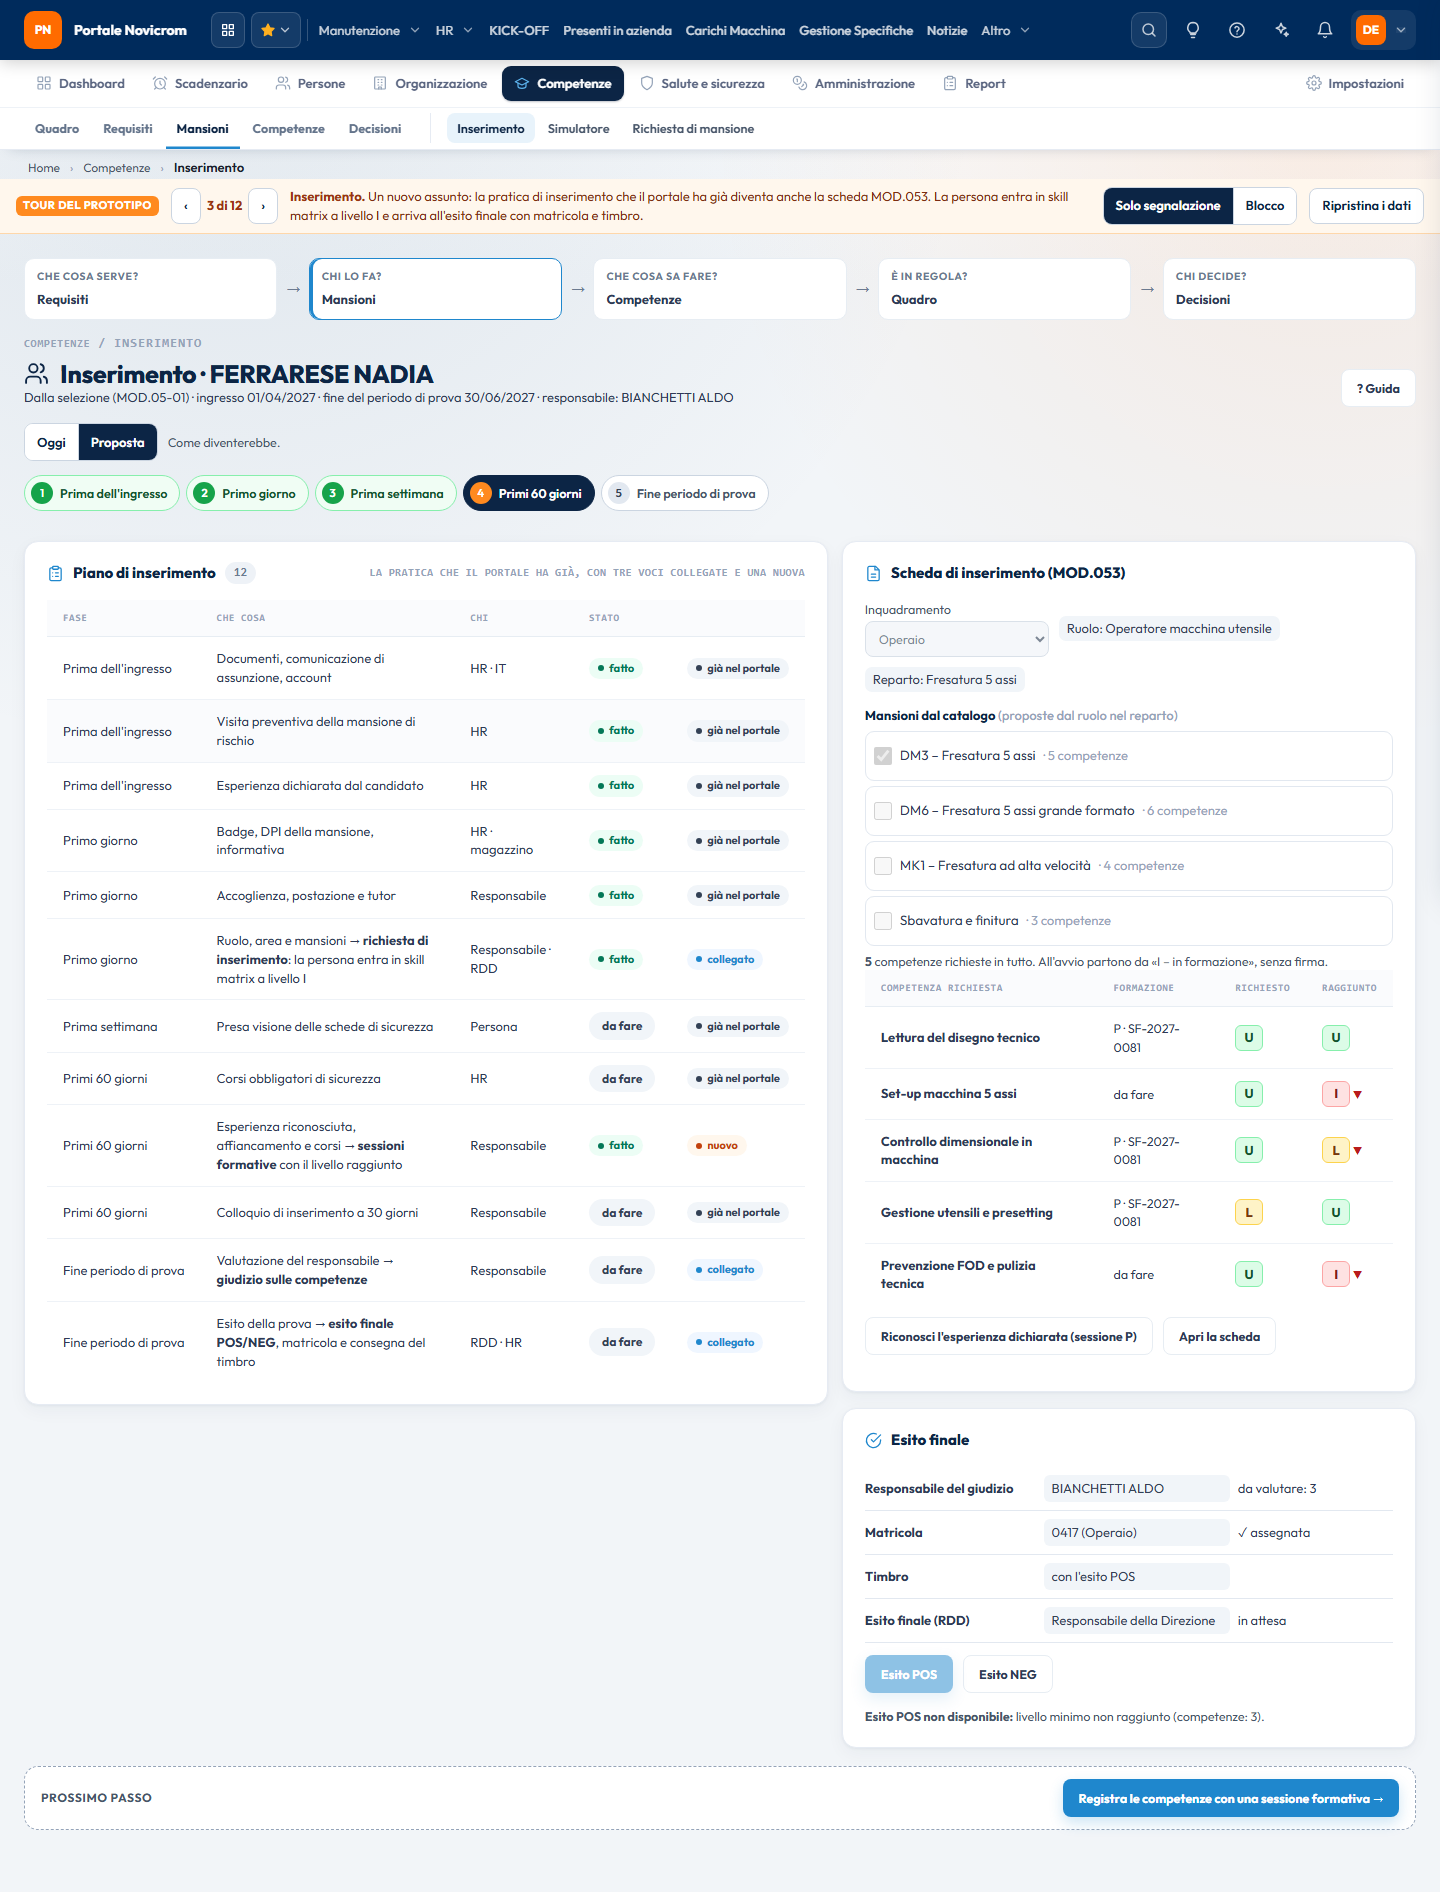 PN Portale Novicrom Manutenzione HR KICK-OFF Presenti in azienda Carichi Macchina Gestione Specifiche Notizie Altro DE
Dashboard Scadenzario Persone Organizzazione Competenze Salute e sicurezza Amministrazione Report Impostazioni
Quadro Requisiti Mansioni Competenze Decisioni Inserimento Simulatore Richiesta di mansione
Home › Competenze › Inserimento
TOUR DEL PROTOTIPO ‹ 3 di 12 › Inserimento. Un nuovo assunto: la pratica di inserimento che il portale ha già diventa anche la scheda MOD.053. La persona entra in skill
matrix a livello I e arriva all'esito finale con matricola e timbro.
Solo segnalazione Blocco Ripristina i dati
CHE COSA SERVE?
Requisiti
→
CHI LO FA?
Mansioni
→
CHE COSA SA FARE?
Competenze
→
È IN REGOLA?
Quadro
→
CHI DECIDE?
Decisioni
COMPETENZE / INSERIMENTO
Inserimento · FERRARESE NADIA
Dalla selezione (MOD.05-01) · ingresso 01/04/2027 · fine del periodo di prova 30/06/2027 · responsabile: BIANCHETTI ALDO
? Guida
Oggi Proposta Come diventerebbe.
1 Prima dell'ingresso 2 Primo giorno 3 Prima settimana 4 Primi 60 giorni 5 Fine periodo di prova
Piano di inserimento 12 LA PRATICA CHE IL PORTALE HA GIÀ, CON TRE VOCI COLLEGATE E UNA NUOVA
FASE CHE COSA CHI STATO
Prima dell'ingresso Documenti, comunicazione di
assunzione, account HR · IT fatto già nel portale
Prima dell'ingresso Visita preventiva della mansione di
rischio HR fatto già nel portale
Prima dell'ingresso Esperienza dichiarata dal candidato HR fatto già nel portale
Primo giorno Badge, DPI della mansione,
informativa HR ·
magazzino fatto già nel portale
Primo giorno Accoglienza, postazione e tutor Responsabile fatto già nel portale
Primo giorno Ruolo, area e mansioni → richiesta di
inserimento: la persona entra in skill
matrix a livello I Responsabile ·
RDD fatto collegato
Prima settimana Presa visione delle schede di sicurezza Persona da fare già nel portale
Primi 60 giorni Corsi obbligatori di sicurezza HR da fare già nel portale
Primi 60 giorni Esperienza riconosciuta,
affiancamento e corsi → sessioni
formative con il livello raggiunto Responsabile fatto nuovo
Primi 60 giorni Colloquio di inserimento a 30 giorni Responsabile da fare già nel portale
Fine periodo di prova Valutazione del responsabile →
giudizio sulle competenze Responsabile da fare collegato
Fine periodo di prova Esito della prova → esito finale
POS/NEG, matricola e consegna del
timbro RDD · HR da fare collegato
Scheda di inserimento (MOD.053)
Inquadramento
Operaio Ruolo: Operatore macchina utensile
Reparto: Fresatura 5 assi
Mansioni dal catalogo (proposte dal ruolo nel reparto)
DM3 – Fresatura 5 assi · 5 competenze
DM6 – Fresatura 5 assi grande formato · 6 competenze
MK1 – Fresatura ad alta velocità · 4 competenze
Sbavatura e finitura · 3 competenze
5 competenze richieste in tutto. All'avvio partono da «I – in formazione», senza firma.
COMPETENZA RICHIESTA FORMAZIONE RICHIESTO RAGGIUNTO
Lettura del disegno tecnico P · SF-2027-
0081 U U
Set-up macchina 5 assi da fare U I ▼
Controllo dimensionale in
macchina P · SF-2027-
0081 U L ▼
Gestione utensili e presetting P · SF-2027-
0081 L U
Prevenzione FOD e pulizia
tecnica da fare U I ▼
Riconosci l'esperienza dichiarata (sessione P) Apri la scheda
Esito finale
Responsabile del giudizio BIANCHETTI ALDO da valutare: 3
Matricola 0417 (Operaio) ✓ assegnata
Timbro con l'esito POS
Esito finale (RDD) Responsabile della Direzione in attesa
Esito POS Esito NEG
Esito POS non disponibile: livello minimo non raggiunto (competenze: 3).
PROSSIMO PASSO Registra le competenze con una sessione formativa →